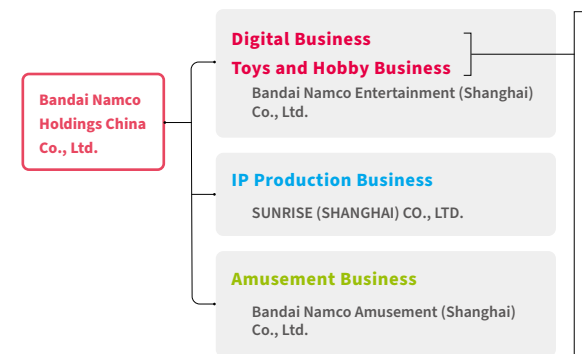 Bandai Namco
Holdings China
Co., Ltd.
Digital Business
Toys and Hobby Business
Bandai Namco Entertainment (Shanghai)
Co., Ltd.
IP Production Business
SUNRISE (SHANGHAI) CO., LTD.
Amusement Business
Bandai Namco Amusement (Shanghai)
Co., Ltd.